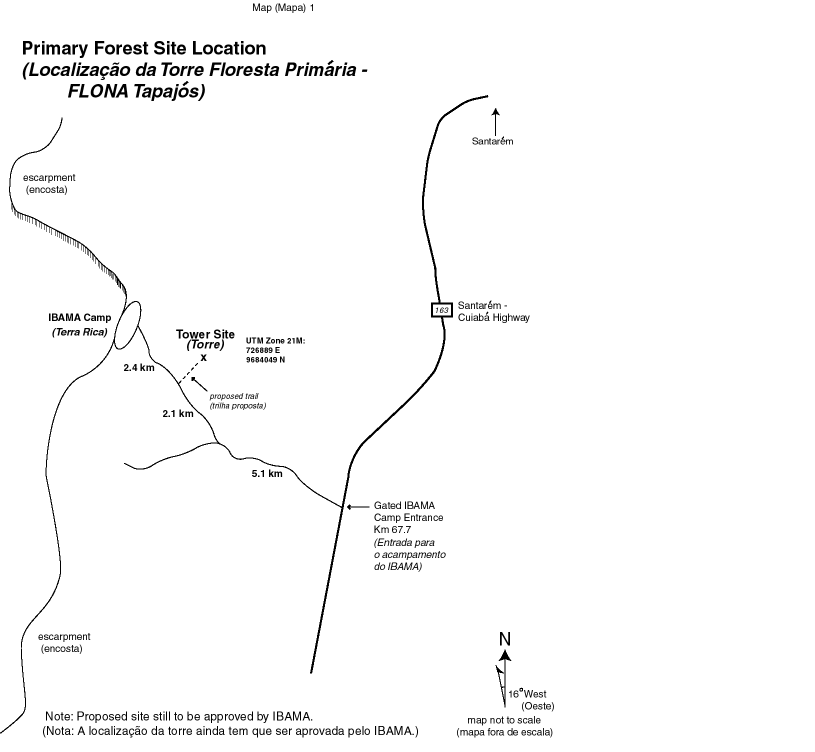 Map (Mapa) 1
Primary Forest Site Location
(Localização da Torre Floresta Primária -
FLONA Tapajós)
Santarém
escarpment
(encosta)
163
Santarém -
Cuiabá Highway
IBAMA Camp
(Terra Rica)
Tower Site
(Torre)
x
UTM Zone 21M:
726889 E
9684049 N
2.4 km
proposed trail
(trilha proposta)
2.1 km
5.1 km
Gated IBAMA
Camp Entrance
Km 67.7
(Entrada para
o acampamento
do IBAMA)
escarpment
(encosta)
N
16° West
(Oeste)
map not to scale
(mapa fora de escala)
Note: Proposed site still to be approved by IBAMA.
(Nota: A localização da torre ainda tem que ser aprovada pelo IBAMA.)